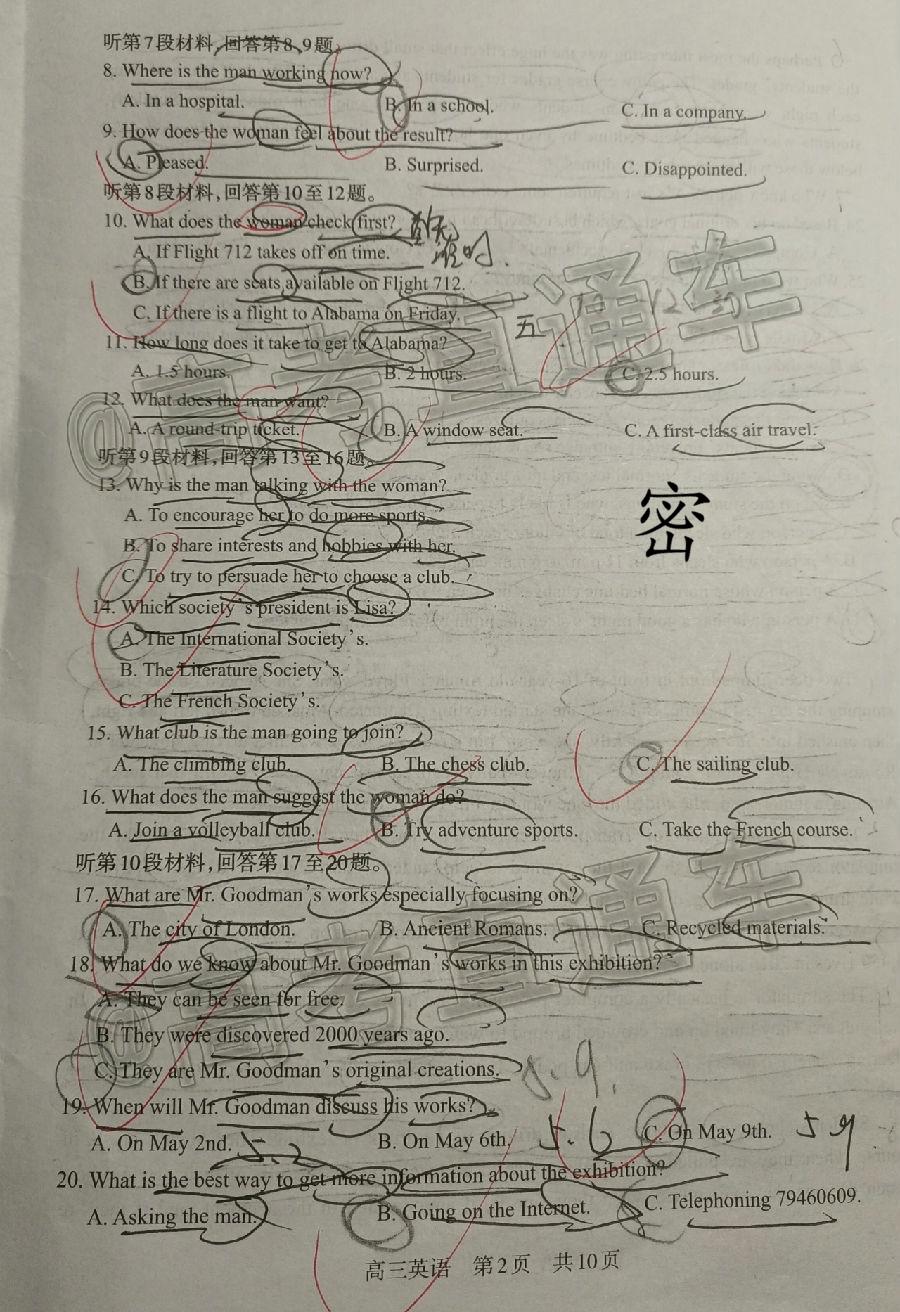 听第7段材料,回答第8、9题。
8. Where is the man working now?
A. In a hospital. B. In a school. C. In a company.
9. How does the woman feel about the result?
A. Pleased. B. Surprised. C. Disappointed.
听第8段材料,回答第10至12题。
10. What does the woman check first?
A. If Flight 712 takes off on time.
B. If there are seats available on Flight 712.
C. If there is a flight to Alabama on Friday. 五
11. How long does it take to get to Alabama?
A. 1.5 hours. B. 2 hours. C. 2.5 hours.
12. What does the man want?
A. A round-trip ticket. B. A window seat. C. A first-class air travel.
听第9段材料,回答第13至16题。
13. Why is the man talking with the woman?
A. To encourage her to do more sports.
B. To share interests and hobbies with her.
C. To try to persuade her to choose a club.
密
14. Which society's president is Lisa?
A. The International Society's.
B. The Literature Society's.
C. The French Society's.
15. What club is the man going to join?
A. The climbing club. B. The chess club. C. The sailing club.
16. What does the man suggest the woman do?
A. Join a volleyball club. B. Try adventure sports. C. Take the French course.
听第10段材料,回答第17至20题。
17. What are Mr. Goodman's works especially focusing on?
A. The city of London. B. Ancient Romans. C. Recycled materials.
18. What do we know about Mr. Goodman's works in this exhibition?
A. They can be seen for free.
B. They were discovered 2000 years ago.
C. They are Mr. Goodman's original creations. 5.9.
19. When will Mr. Goodman discuss his works?
A. On May 2nd. 5.2 B. On May 6th. 5.6 C. On May 9th. 5.9
20. What is the best way to get more information about the exhibition?
A. Asking the man. B. Going on the Internet. C. Telephoning 79460609.
高三英语 第2页 共10页
@高考直通车
@高考直通车